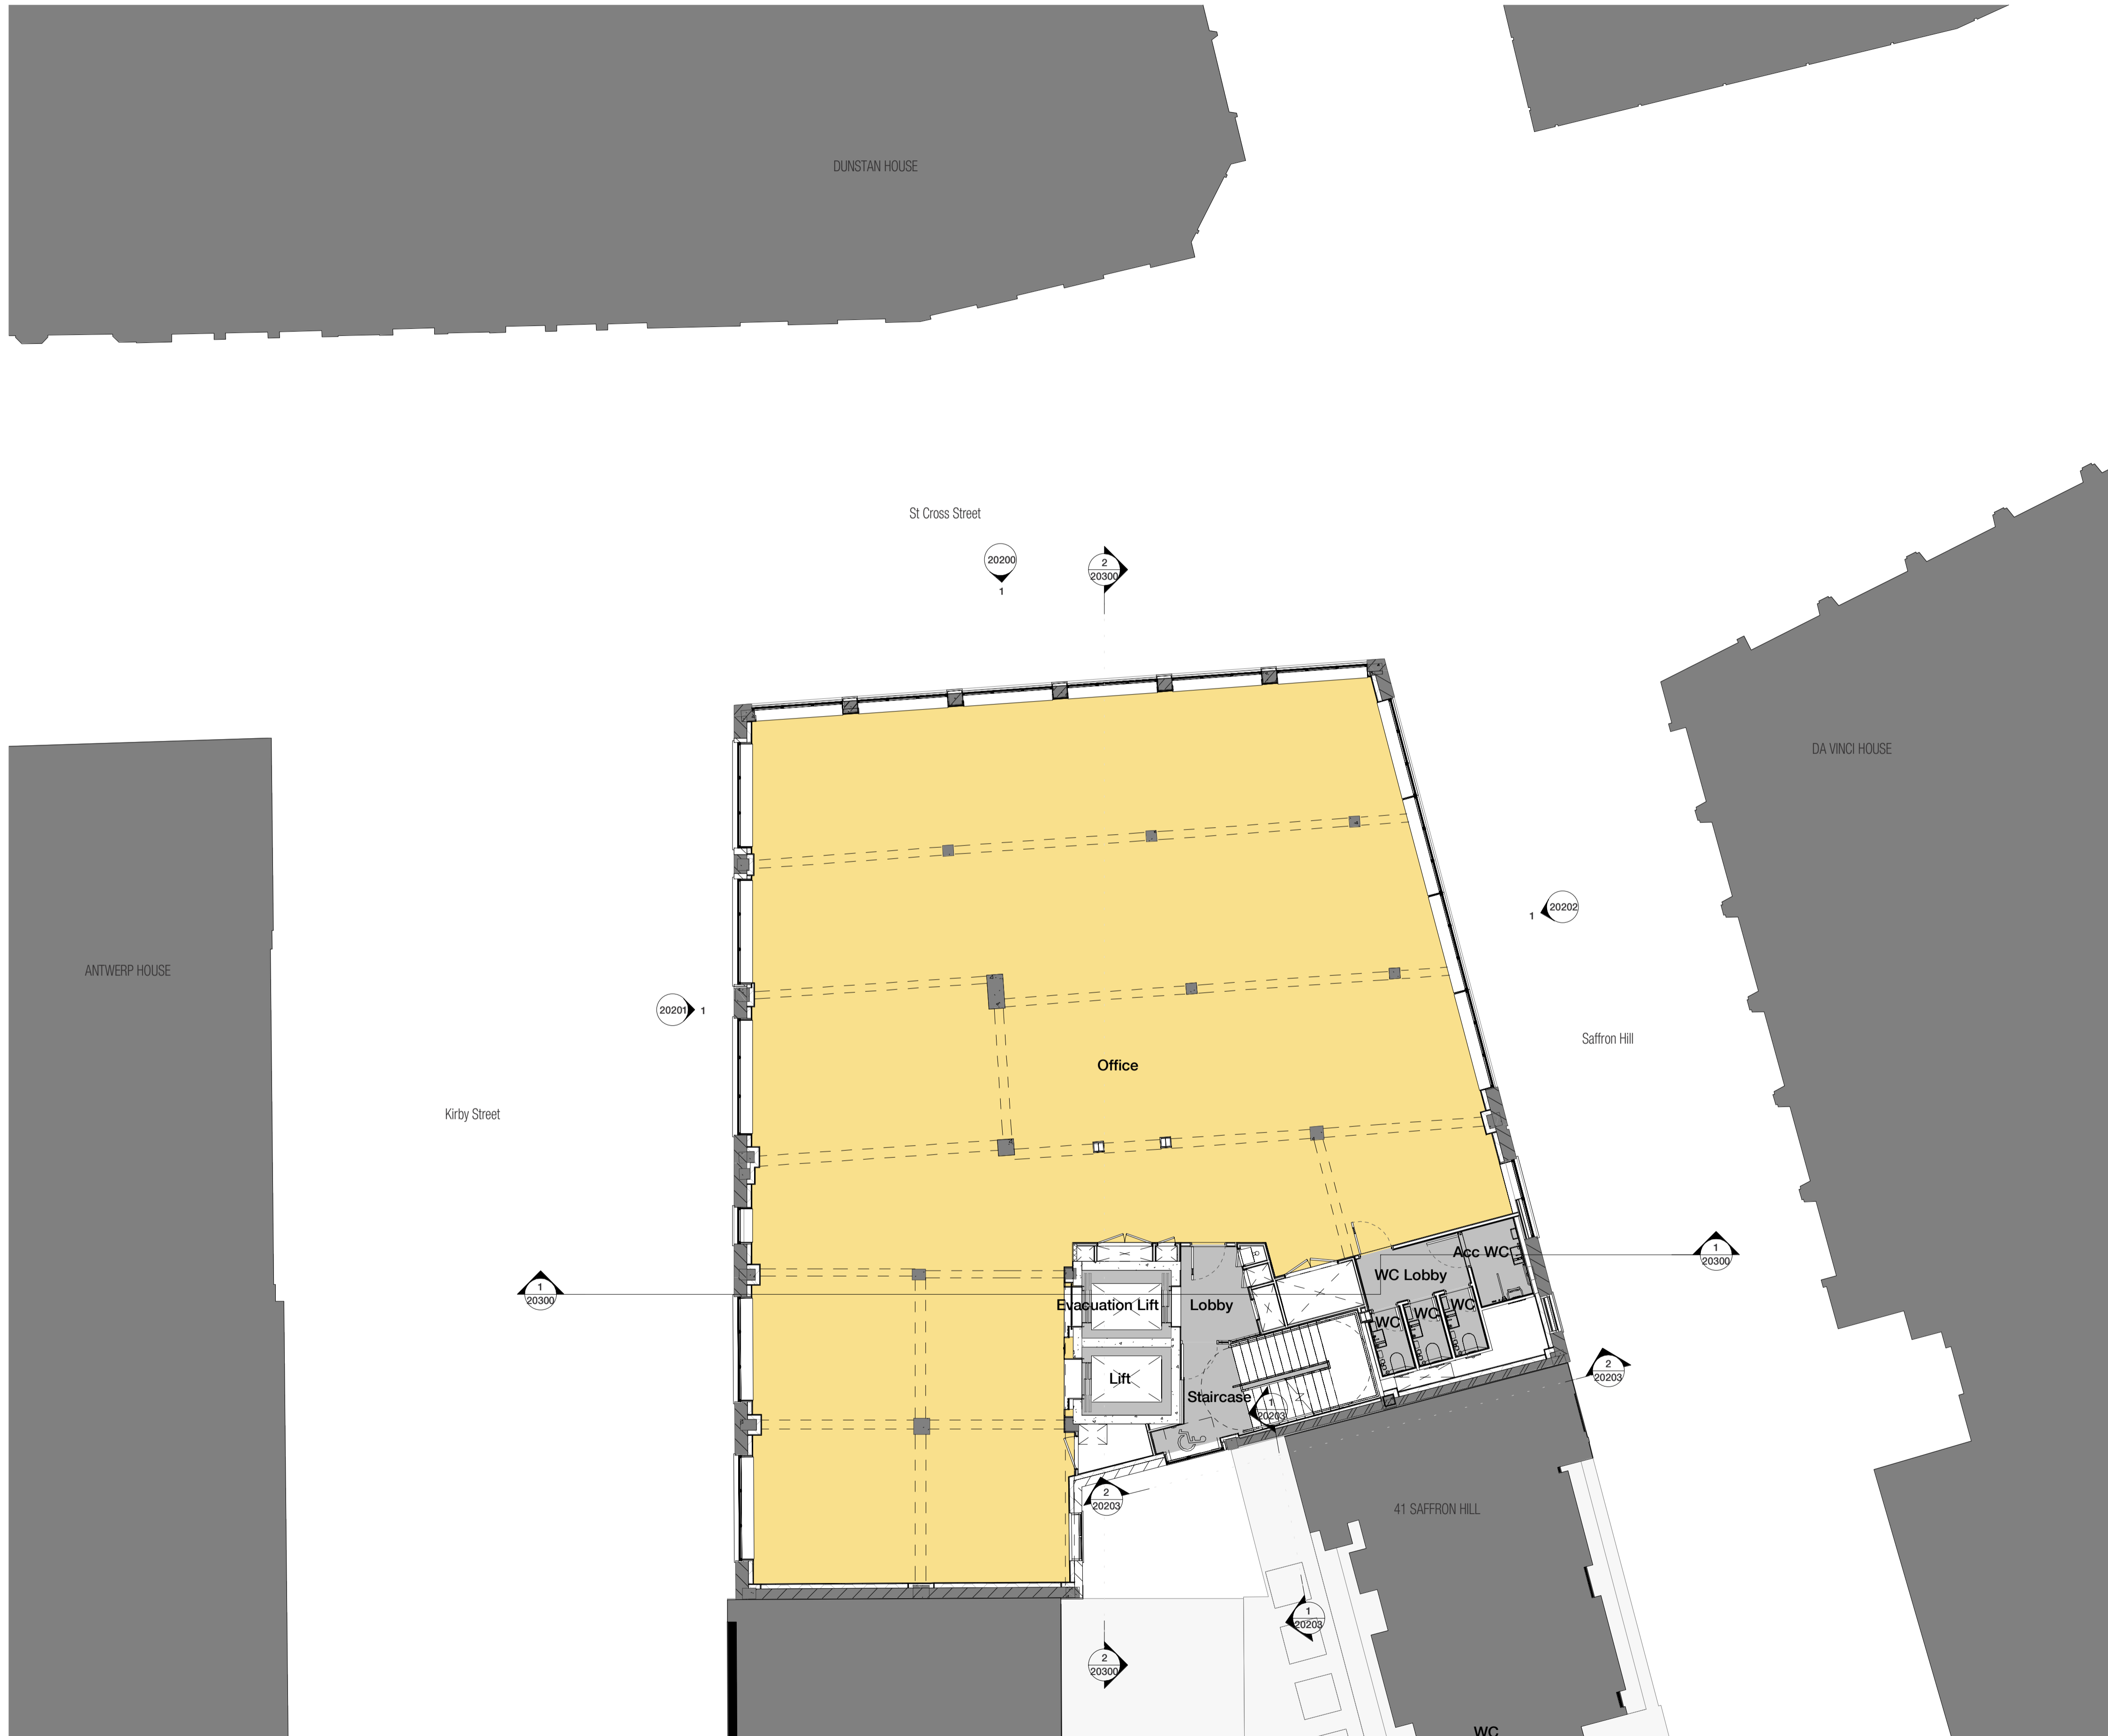 DUNSTAN HOUSE
St Cross Street
20200
1
2
20300
DA VINCI HOUSE
20202
1
ANTWERP HOUSE
20201
1
Saffron Hill
Office
Kirby Street
Acc WC
1
20300
WC Lobby
1
20300
Evacuation Lift
Lobby
WC
WC
WC
2
20203
Lift
Staircase
1
20203
2
20203
41 SAFFRON HILL
1
20203
2
20300
WC